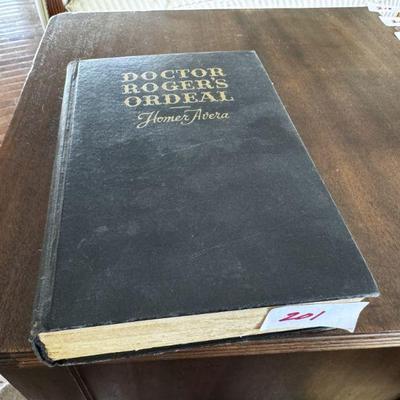 DOCTOR
ROGER'S
ORDEAL
Homer Avera
201